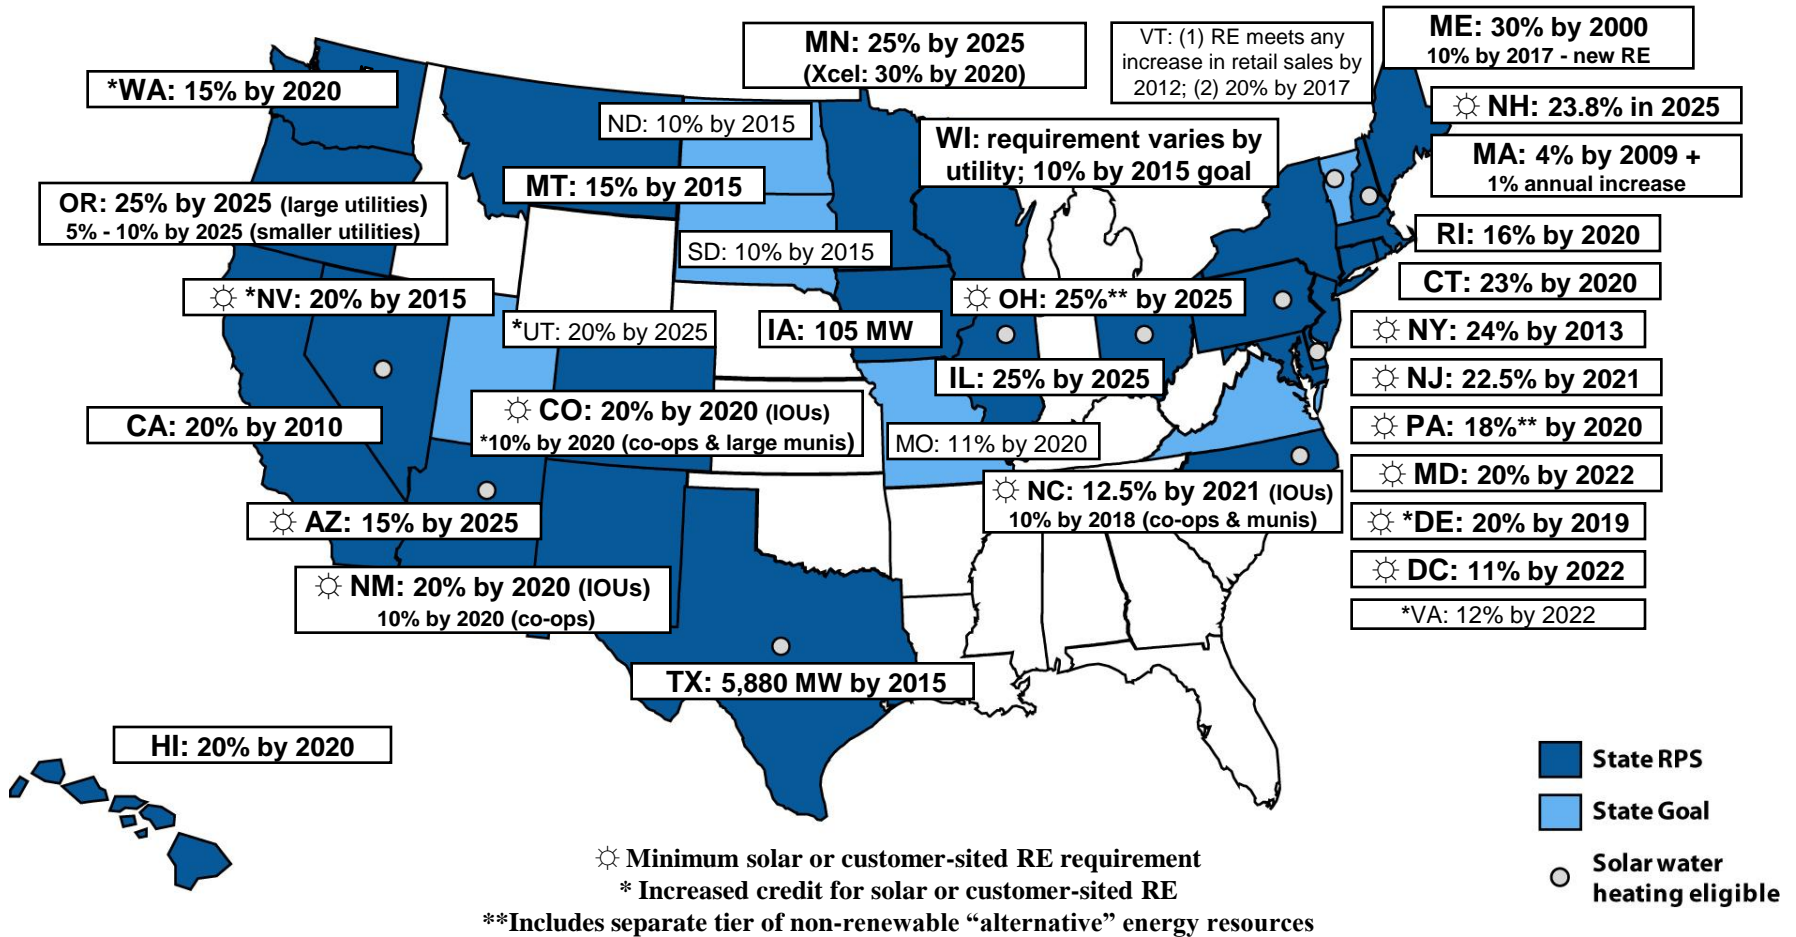 MN: 25% by 2025
(Xcel: 30% by 2020)
VT: (1) RE meets any
increase in retail sales by
2012; (2) 20% by 2017
ME: 30% by 2000
10% by 2017 - new RE
*WA: 15% by 2020
☼ NH: 23.8% in 2025
ND: 10% by 2015
WI: requirement varies by
utility; 10% by 2015 goal
MA: 4% by 2009 +
1% annual increase
MT: 15% by 2015
OR: 25% by 2025 (large utilities)
5% - 10% by 2025 (smaller utilities)
SD: 10% by 2015
RI: 16% by 2020
CT: 23% by 2020
☼ *NV: 20% by 2015
☼ OH: 25%** by 2025
*UT: 20% by 2025
IA: 105 MW
☼ NY: 24% by 2013
IL: 25% by 2025
☼ NJ: 22.5% by 2021
CA: 20% by 2010
☼ CO: 20% by 2020 (IOUs)
*10% by 2020 (co-ops & large munis)
MO: 11% by 2020
☼ PA: 18%** by 2020
☼ MD: 20% by 2022
☼ NC: 12.5% by 2021 (IOUs)
10% by 2018 (co-ops & munis)
☼ AZ: 15% by 2025
☼ *DE: 20% by 2019
☼ DC: 11% by 2022
☼ NM: 20% by 2020 (IOUs)
10% by 2020 (co-ops)
*VA: 12% by 2022
TX: 5,880 MW by 2015
HI: 20% by 2020
State RPS
State Goal
Solar water
heating eligible
☼ Minimum solar or customer-sited RE requirement
* Increased credit for solar or customer-sited RE
**Includes separate tier of non-renewable “alternative” energy resources